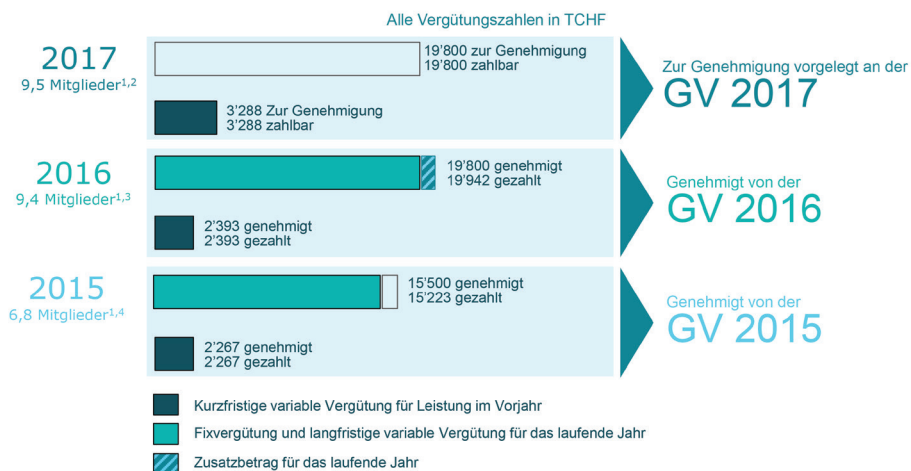 Alle Vergütungszahlen in TCHF
2017
9,5 Mitglieder1,2
19’800 zur Genehmigung
19’800 zahlbar
3’288 Zur Genehmigung
3’288 zahlbar
Zur Genehmigung vorgelegt an der
GV 2017
2016
9,4 Mitglieder1,3
19’800 genehmigt
19’942 gezahlt
2’393 genehmigt
2’393 gezahlt
Genehmigt von der
GV 2016
2015
6,8 Mitglieder1,4
15’500 genehmigt
15’223 gezahlt
2’267 genehmigt
2’267 gezahlt
Genehmigt von der
GV 2015
Kurzfristige variable Vergütung für Leistung im Vorjahr
Fixvergütung und langfristige variable Vergütung für das laufende Jahr
Zusatzbetrag für das laufende Jahr